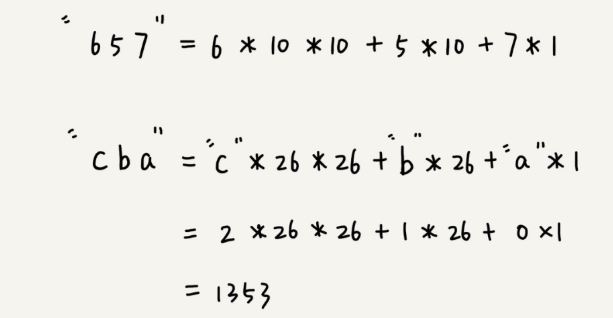 "657" = 6 * 10 * 10 + 5 * 10 + 7 * 1
"cba" = "c" * 26 * 26 + "b" * 26 + "a" * 1
= 2 * 26 * 26 + 1 * 26 + 0 × 1
= 1353